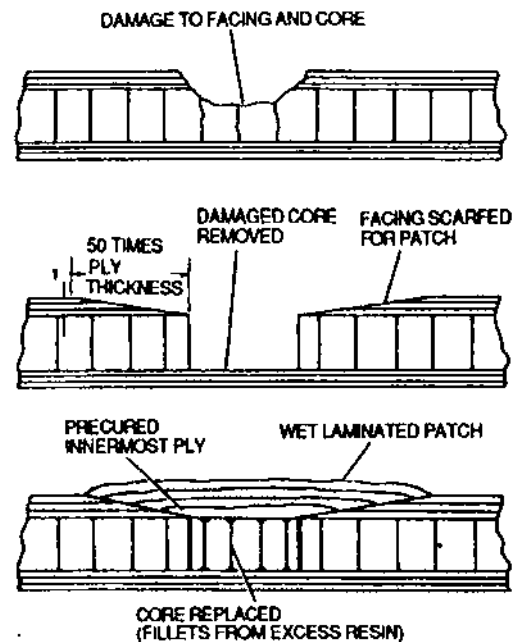 DAMAGE TO FACING AND CORE
50 TIMES
PLY
THICKNESS
DAMAGED CORE
REMOVED
FACING SCARFED
FOR PATCH
PRECURED
INNERMOST PLY
WET LAMINATED PATCH
CORE REPLACED
(FILLETS FROM EXCESS RESIN)